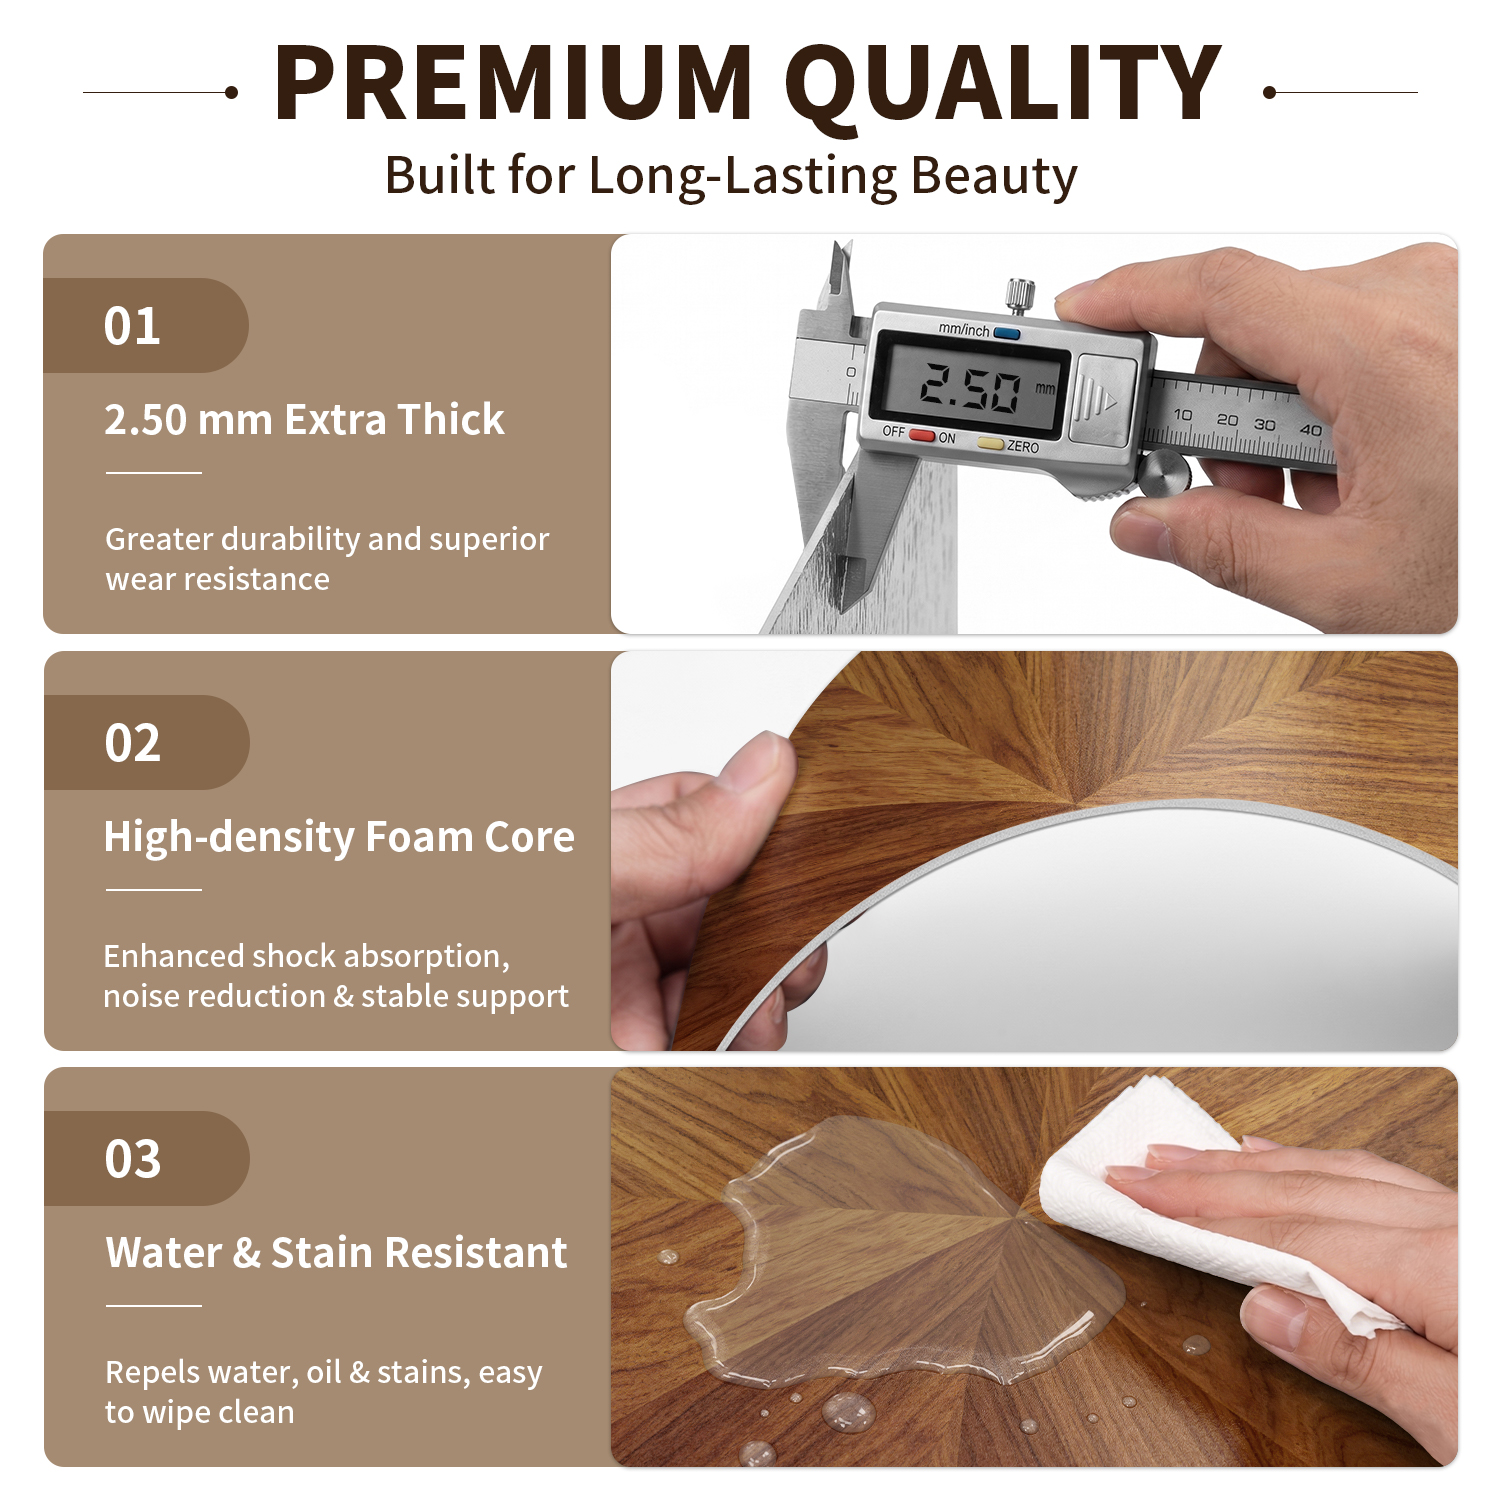 PREMIUM QUALITY
Built for Long-Lasting Beauty
01
2.50 mm Extra Thick
Greater durability and superior
wear resistance
mm/inch
0
2.50 mm
OFF ON ZERO
10 20 30 40
02
High-density Foam Core
Enhanced shock absorption,
noise reduction & stable support
03
Water & Stain Resistant
Repels water, oil & stains, easy
to wipe clean